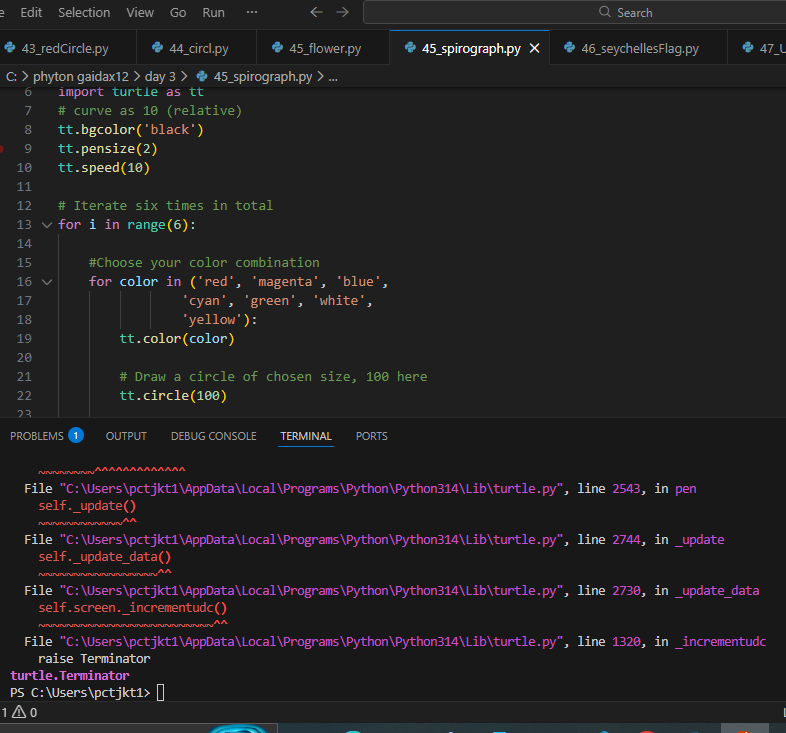 e Edit Selection View Go Run ··· ← → Search
43_redCircle.py 44_circl.py 45_flower.py 45_spirograph.py × 46_seychellesFlag.py 47_U
C: > phyton gaidax12 > day 3 > 45_spirograph.py > ...
6 import turtle as tt
7 # curve as 10 (relative)
8 tt.bgcolor('black')
9 tt.pensize(2)
10 tt.speed(10)
11
12 # Iterate six times in total
13 for i in range(6):
14
15 #Choose your color combination
16 for color in ('red', 'magenta', 'blue',
17 'cyan', 'green', 'white',
18 'yellow'):
19 tt.color(color)
20
21 # Draw a circle of chosen size, 100 here
22 tt.circle(100)
23
PROBLEMS 1 OUTPUT DEBUG CONSOLE TERMINAL PORTS
~~~~~~~~^^^^^^^^^^^^^
File "C:\Users\pctjkt1\AppData\Local\Programs\Python\Python314\Lib\turtle.py", line 2543, in pen
self._update()
~~~~~~~~~~~~^^
File "C:\Users\pctjkt1\AppData\Local\Programs\Python\Python314\Lib\turtle.py", line 2744, in _update
self._update_data()
~~~~~~~~~~~~~~~~~^^
File "C:\Users\pctjkt1\AppData\Local\Programs\Python\Python314\Lib\turtle.py", line 2730, in _update_data
self.screen._incrementudc()
~~~~~~~~~~~~~~~~~~~~~~~~~^^
File "C:\Users\pctjkt1\AppData\Local\Programs\Python\Python314\Lib\turtle.py", line 1320, in _incrementudc
raise Terminator
turtle.Terminator
PS C:\Users\pctjkt1>
1 0